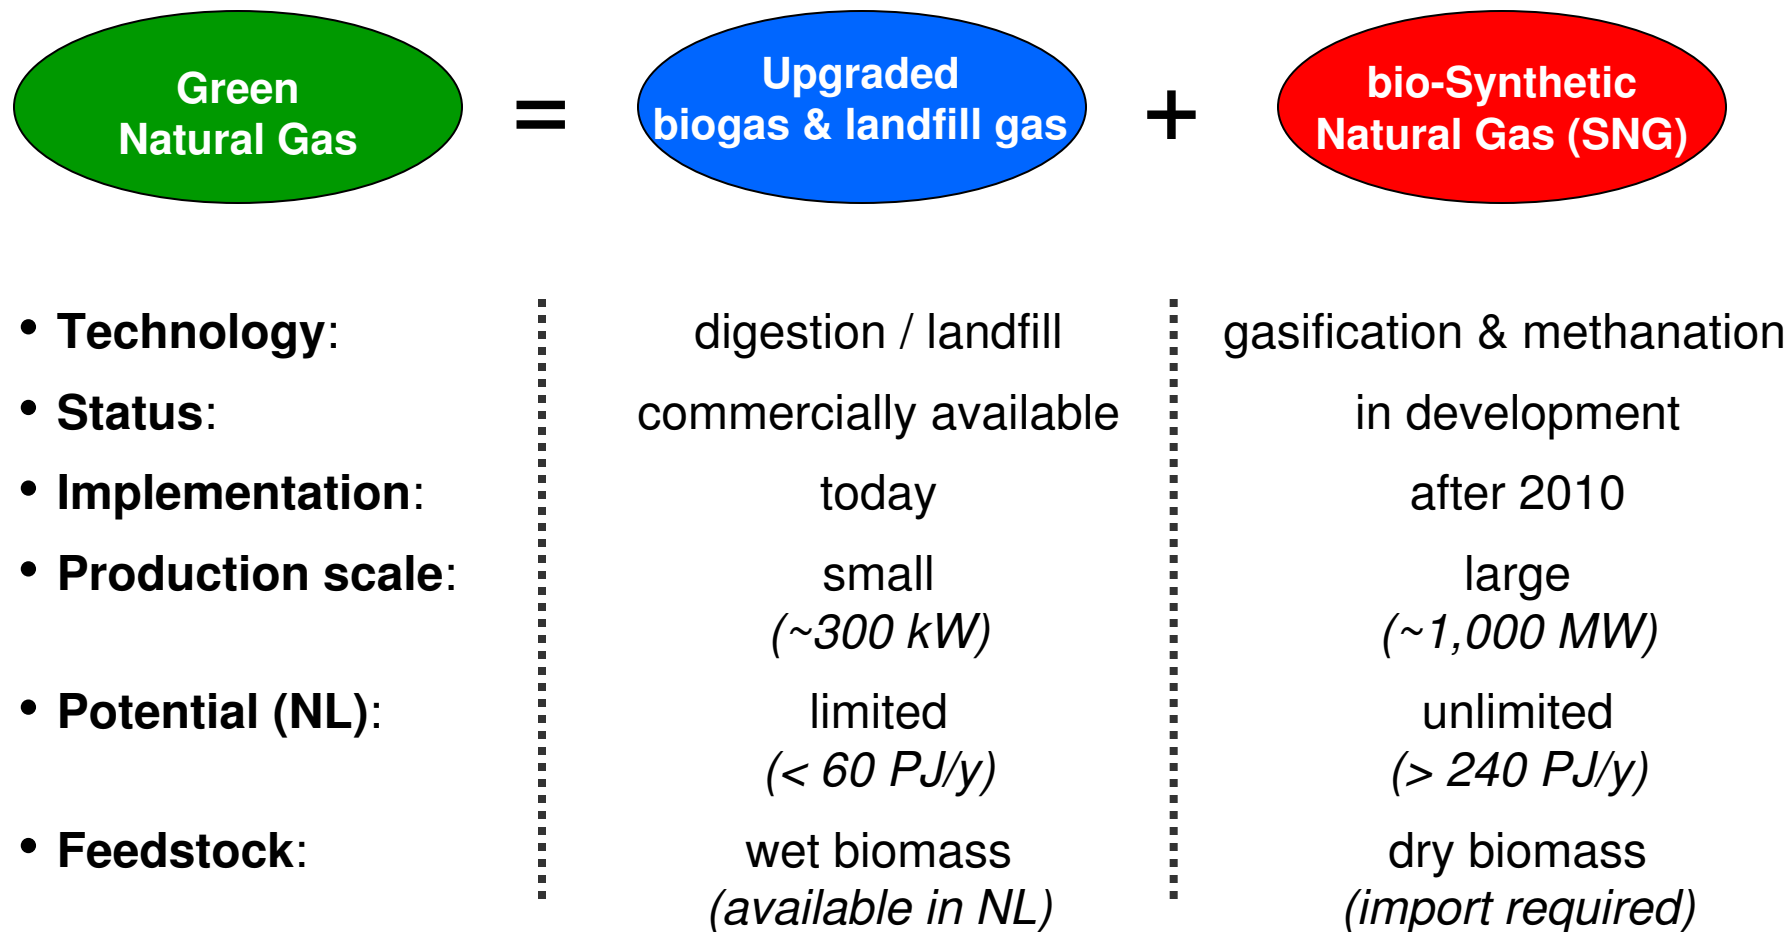 Green
Natural Gas
=
Upgraded
biogas & landfill gas
+
bio-Synthetic
Natural Gas (SNG)
• Technology: digestion / landfill gasification & methanation
• Status: commercially available in development
• Implementation: today after 2010
• Production scale: small large
(~300 kW) (~1,000 MW)
• Potential (NL): limited unlimited
(< 60 PJ/y) (> 240 PJ/y)
• Feedstock: wet biomass dry biomass
(available in NL) (import required)